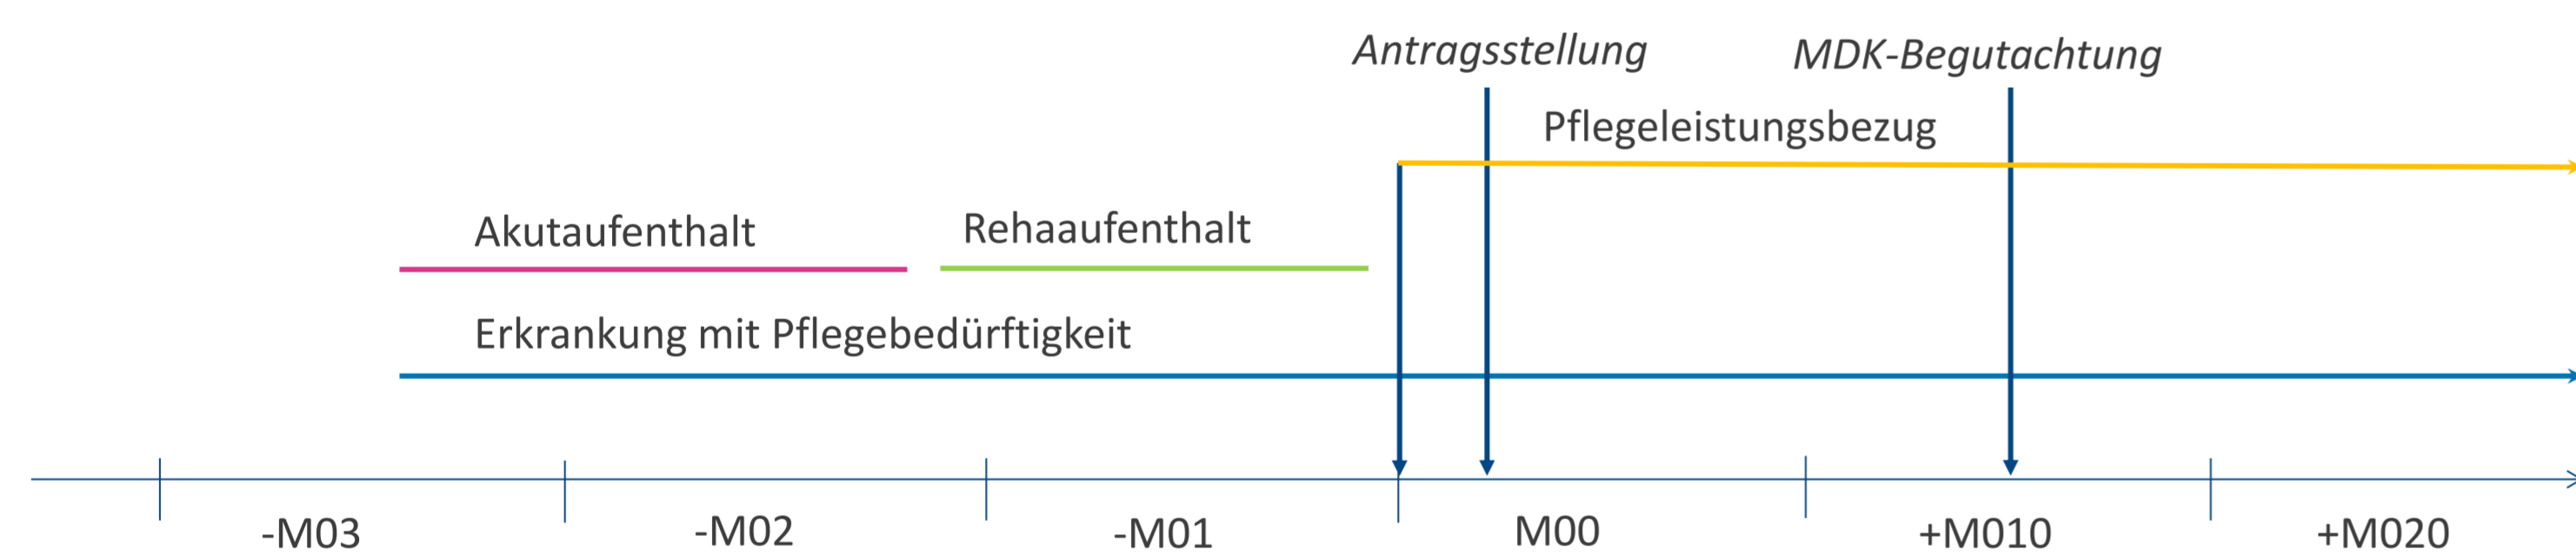 Antragsstellung
MDK-Begutachtung
Pflegeleistungsbezug
Akutaufenthalt
Rehaaufenthalt
Erkrankung mit Pflegebedürftigkeit
-M03
-M02
-M01
M00
+M010
+M020